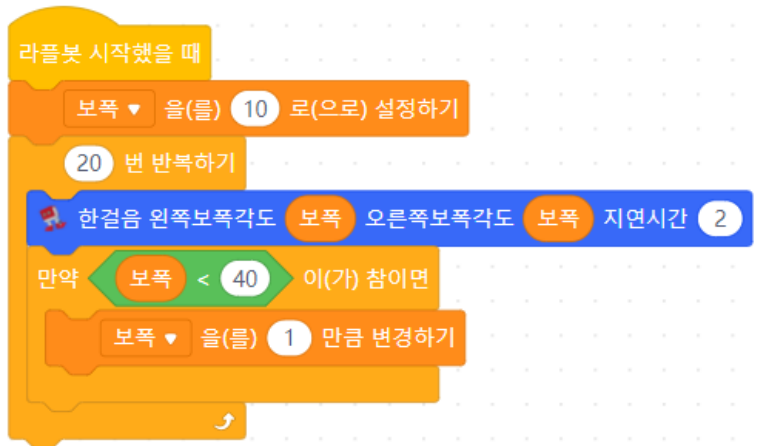 라플봇 시작했을 때
보폭 ▼ 을(를) 10 로(으로) 설정하기
20 번 반복하기
한걸음 왼쪽보폭각도 보폭 오른쪽보폭각도 보폭 지연시간 2
만약 보폭 < 40 이(가) 참이면
보폭 ▼ 을(를) 1 만큼 변경하기